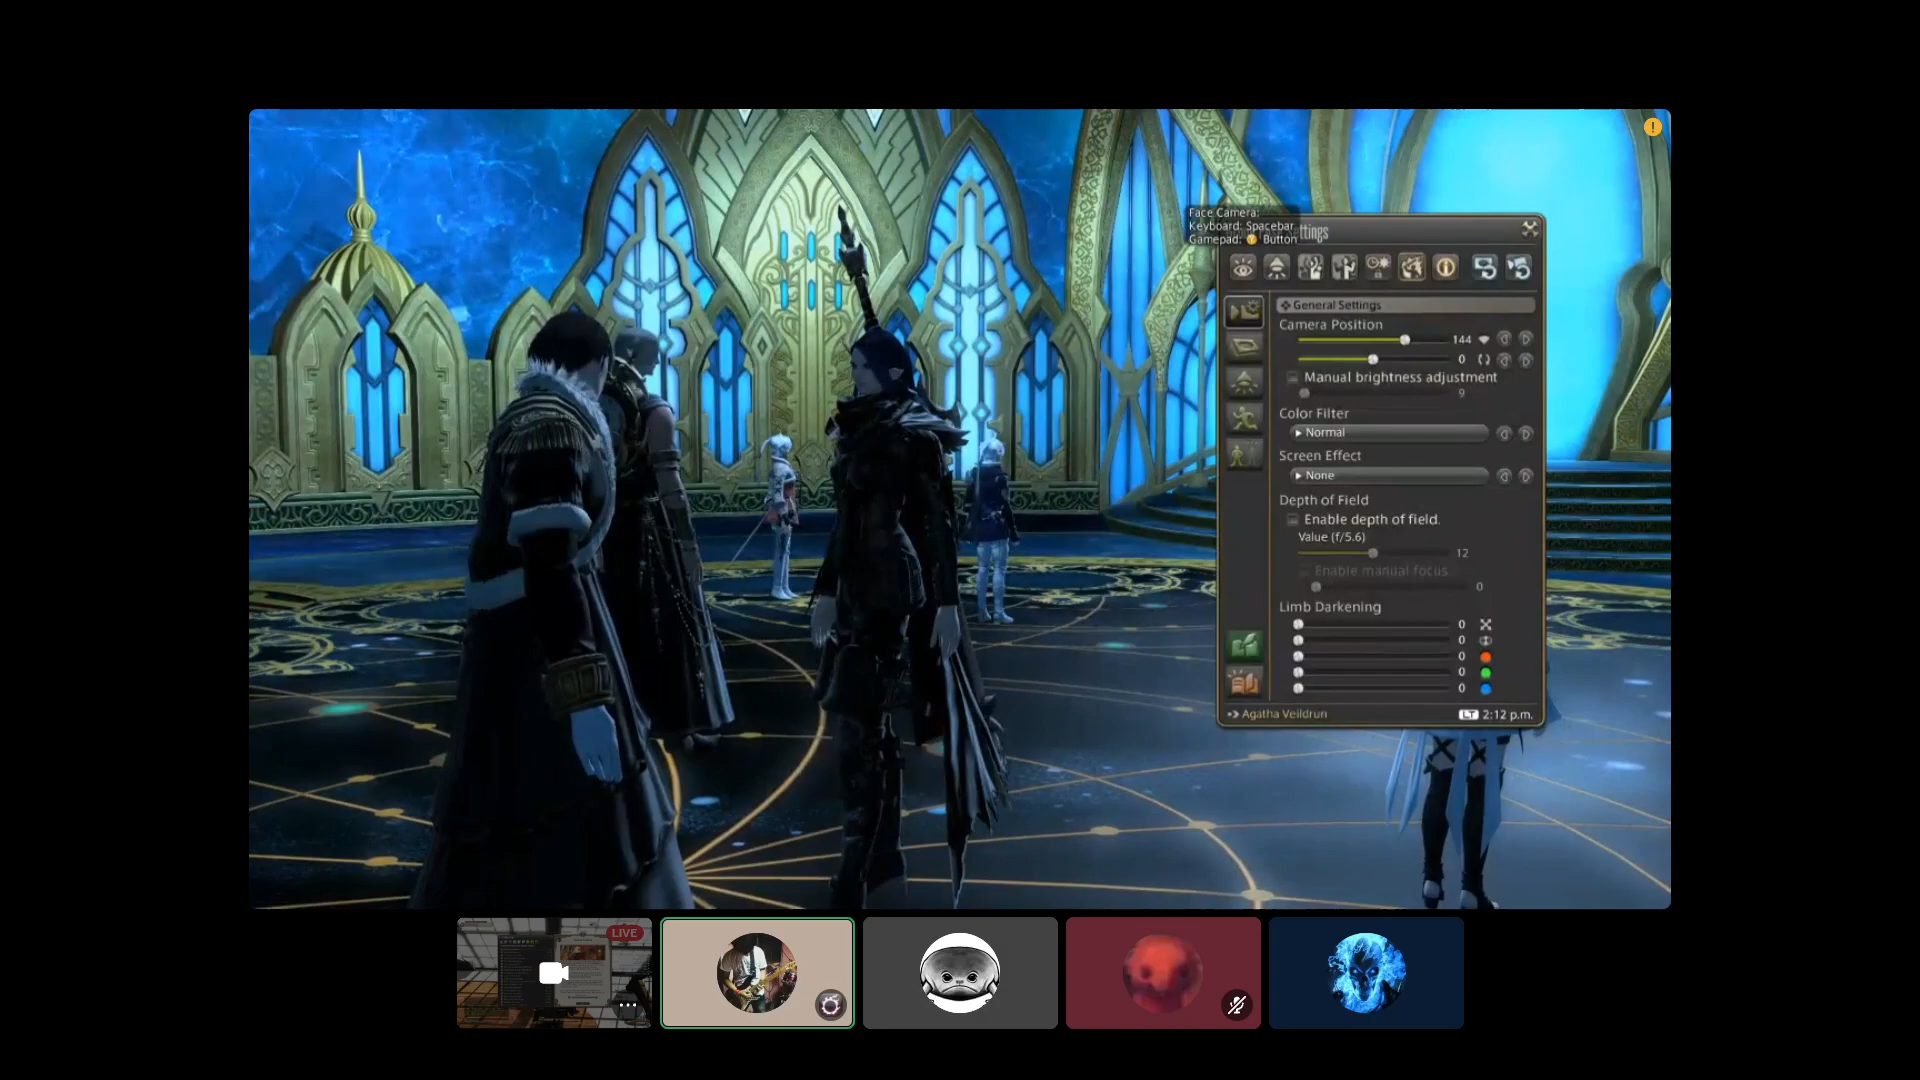 Face Camera:
Keyboard: Spacebar
Gamepad: Y Button
ttings
General Settings
Camera Position
144
0
Manual brightness adjustment
9
Color Filter
Normal
Screen Effect
None
Depth of Field
Enable depth of field.
Value (f/5.6)
12
Enable manual focus
0
Limb Darkening
0
0
0
0
0
Agatha Veildrun
LT 2:12 p.m.
LIVE